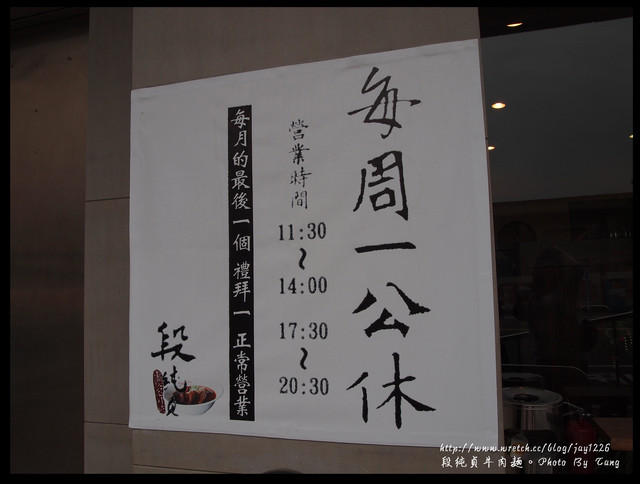 每周一公休
營業時間
11:30
~
14:00
17:30
~
20:30
每月的最後一個禮拜一正常營業
段純貞
http://www.wretch.cc/blog/jay1226
段純貞牛肉麵。Photo By Tang